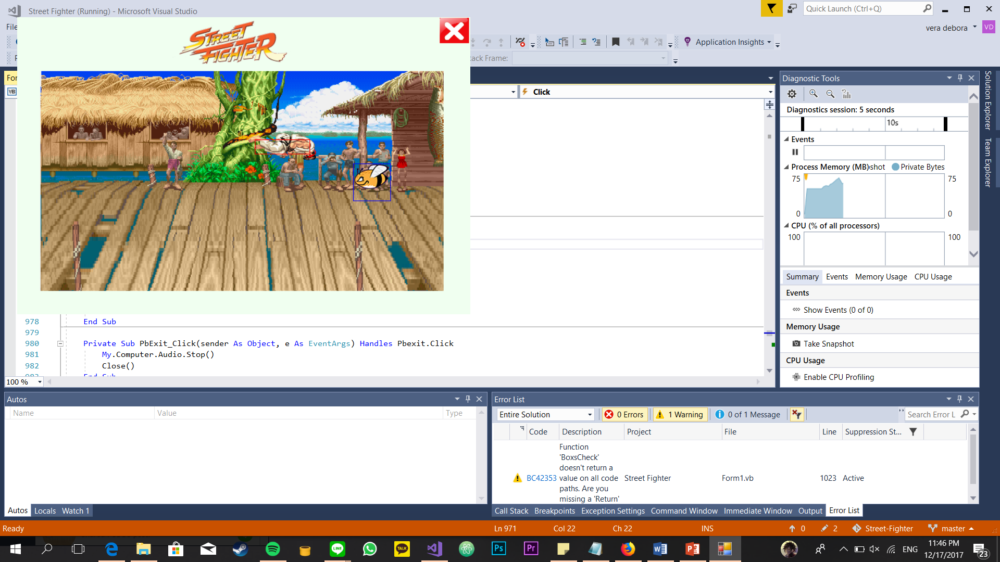 Street Fighter (Running) - Microsoft Visual Studio
Quick Launch (Ctrl+Q)
File
vera debora
VD
STREET
FIGHTER
Application Insights
tack Frame:
For
VB
Click
Diagnostic Tools
Diagnostics session: 5 seconds
10s
Events
Process Memory (MB)
shot
Private Bytes
75
75
0
0
CPU (% of all processors)
100
100
Summary
Events
Memory Usage
CPU Usage
Events
Show Events (0 of 0)
Memory Usage
Take Snapshot
CPU Usage
Enable CPU Profiling
Solution Explorer
Team Explorer
978 End Sub
979
980 Private Sub PbExit_Click(sender As Object, e As EventArgs) Handles Pbexit.Click
981 My.Computer.Audio.Stop()
982 Close()
983 End Sub
100 %
Autos
Name Value Type
Autos Locals Watch 1
Error List
Entire Solution
0 Errors
1 Warning
0 of 1 Message
Search Error L
Code Description Project File Line Suppression St...
Function
'BoxsCheck'
doesn't return a
BC42353 value on all code Street Fighter Form1.vb 1023 Active
paths. Are you
missing a 'Return'
Call Stack Breakpoints Exception Settings Command Window Immediate Window Output Error List
Ready
Ln 971
Col 22
Ch 22
INS
0
2
Street-Fighter
master
LINE
TALK
Ps
Pr
ENG
11:46 PM
12/17/2017
23